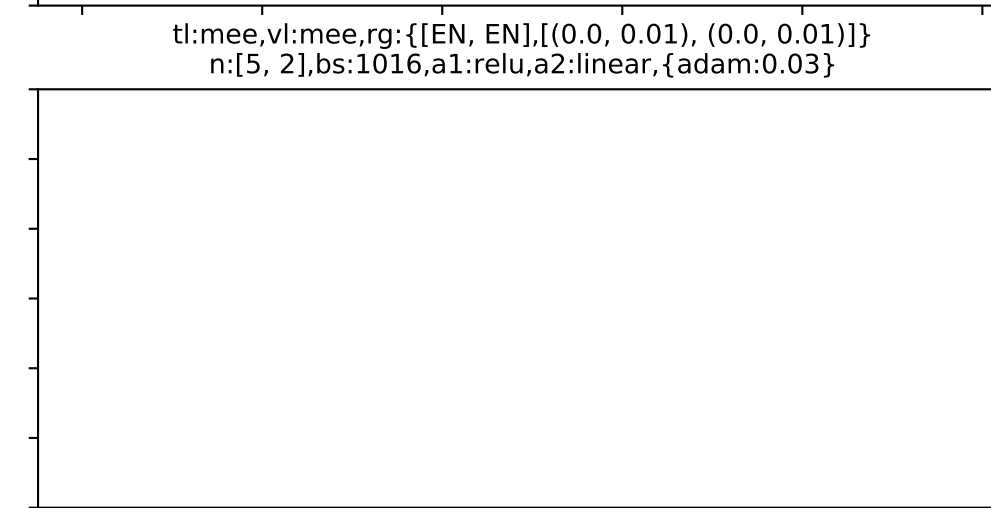 tl:mee,vl:mee,rg:{[EN, EN],[(0.0, 0.01), (0.0, 0.01)]}
n:[5, 2],bs:1016,a1:relu,a2:linear,{adam:0.03}